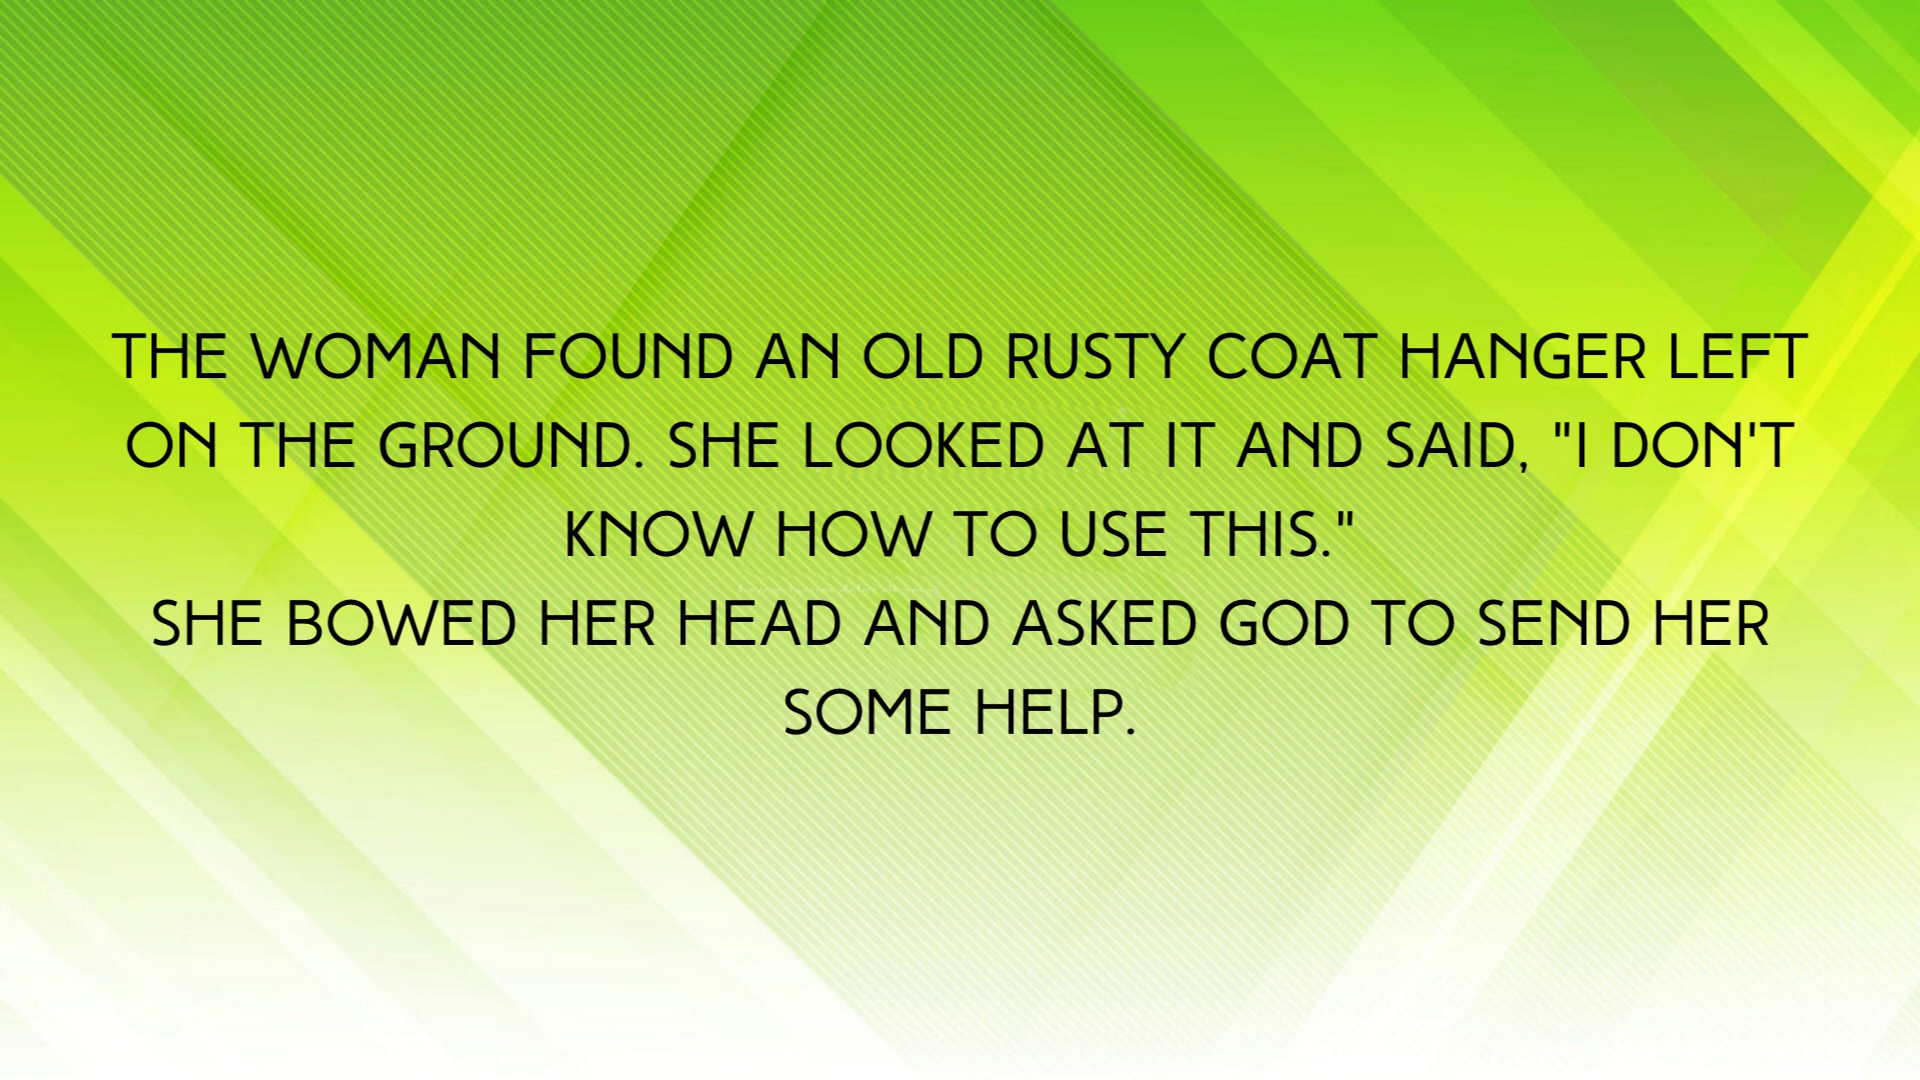 THE WOMAN FOUND AN OLD RUSTY COAT HANGER LEFT
ON THE GROUND. SHE LOOKED AT IT AND SAID, "I DON'T
KNOW HOW TO USE THIS."
SHE BOWED HER HEAD AND ASKED GOD TO SEND HER
SOME HELP.